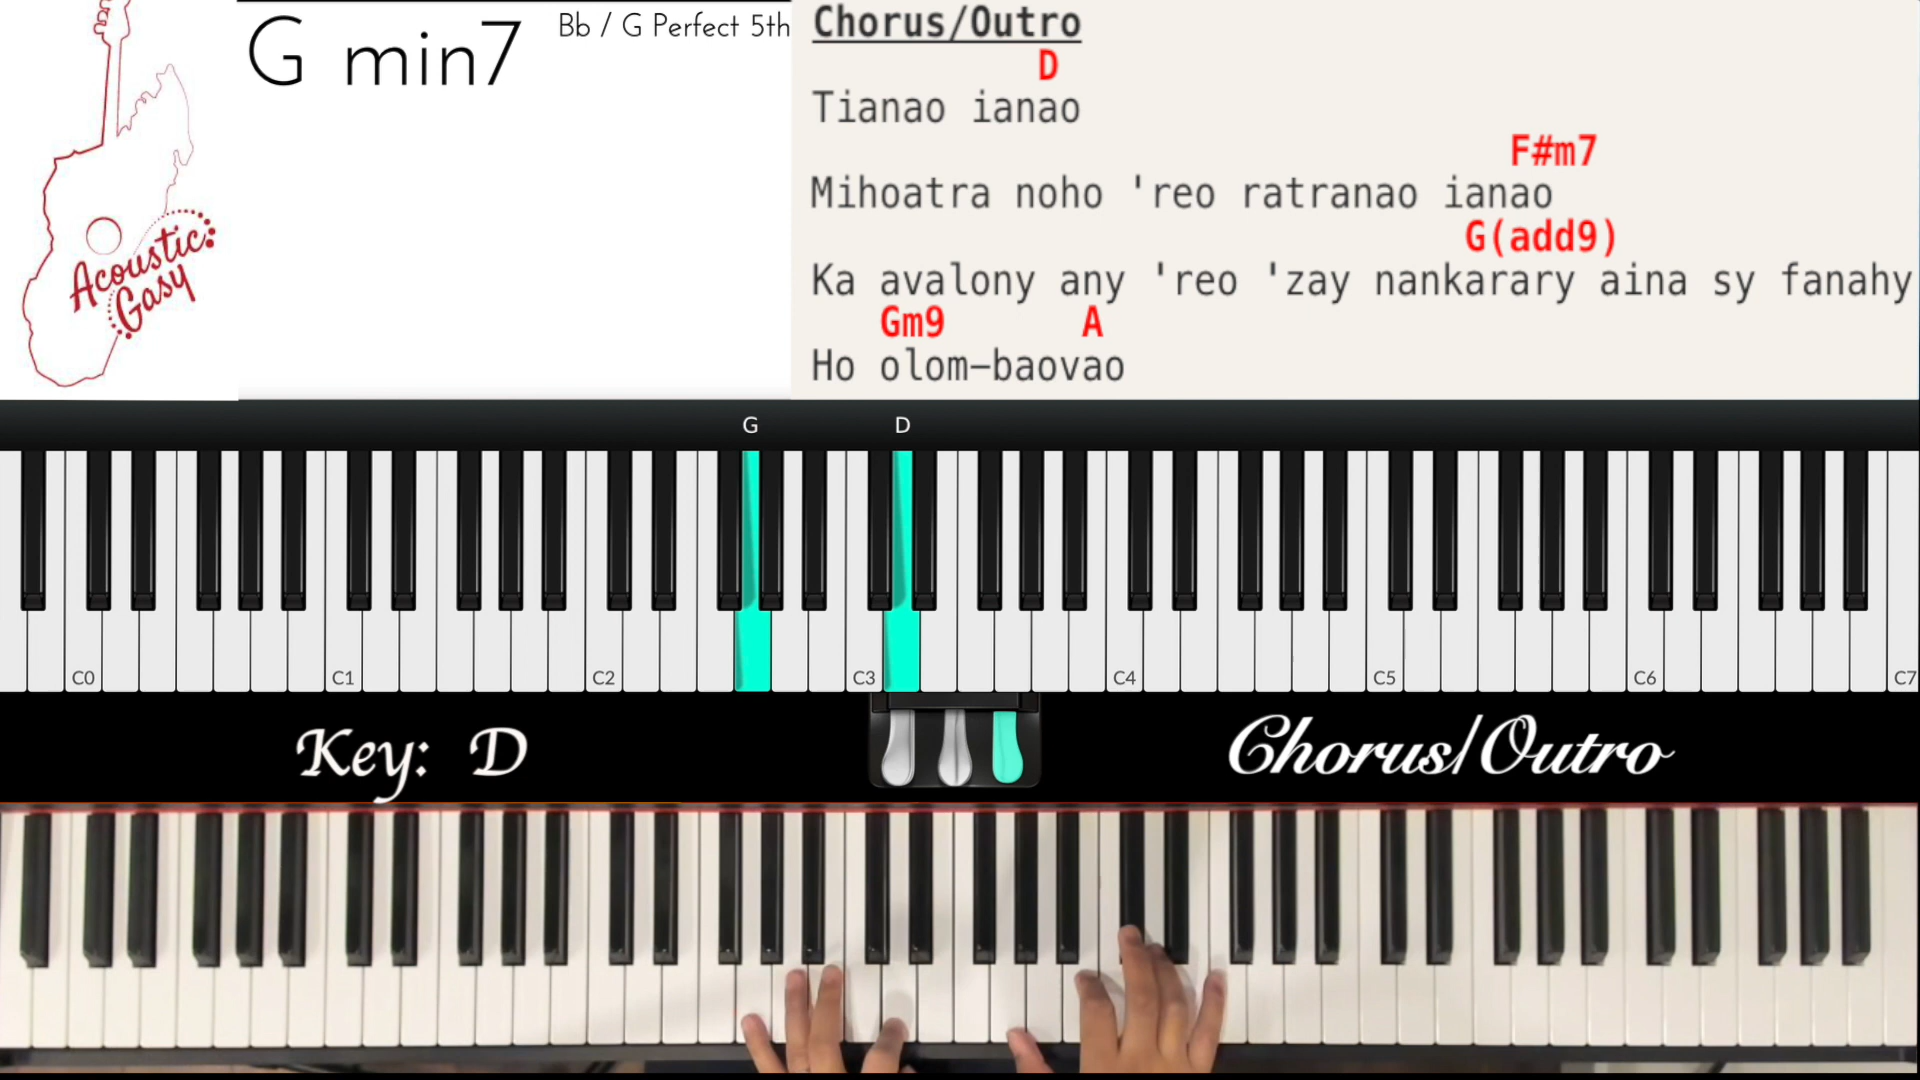 Acoustic
Gasy
G min7
Bb / G Perfect 5th
Chorus/Outro
D
Tianao ianao
F#m7
Mihoatra noho 'reo ratranao ianao
G(add9)
Ka avalony any 'reo 'zay nankarary aina sy fanahy
Gm9 A
Ho olom-baovao
G D
C0 C1 C2 C3 C4 C5 C6 C7
Key: D
Chorus/Outro